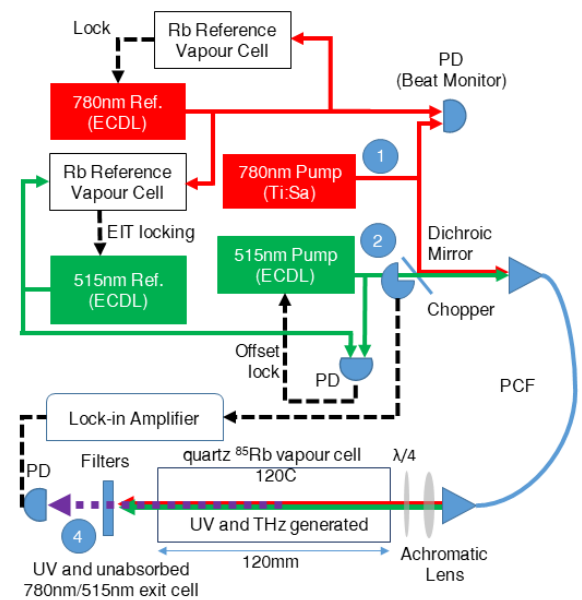 Lock
Rb Reference
Vapour Cell
PD
(Beat Monitor)
780nm Ref.
(ECDL)
Rb Reference
Vapour Cell
780nm Pump
(Ti:Sa)
1
EIT locking
2
Dichroic
Mirror
515nm Ref.
(ECDL)
515nm Pump
(ECDL)
Chopper
Offset
lock
PD
PCF
Lock-in Amplifier
PD
Filters
quartz ⁸⁵Rb vapour cell
120C
λ/4
UV and THz generated
4
120mm
Achromatic
Lens
UV and unabsorbed
780nm/515nm exit cell